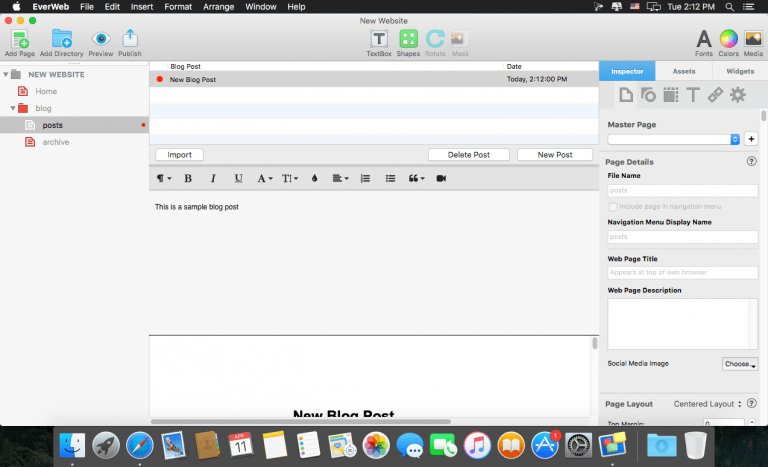 EverWeb File Edit Insert Format Arrange Window Help Tue 2:12 PM
New Website
Add Page Add Directory Preview Publish TextBox Shapes Rotate Mask Fonts Colors Media
Blog Post Date
New Blog Post Today, 2:12:00 PM
NEW WEBSITE
Home
blog
posts
archive
Import Delete Post New Post
¶ B I U A T
This is a sample blog post
New Blog Post
Inspector Assets Widgets
Master Page
+
Page Details ?
File Name
posts
Include page in navigation menu
Navigation Menu Display Name
posts
Web Page Title
Appears at top of web browser
Web Page Description
Social Media Image Choose...
Page Layout Centered Layout ?
Top Margin: 0
APR
11
1